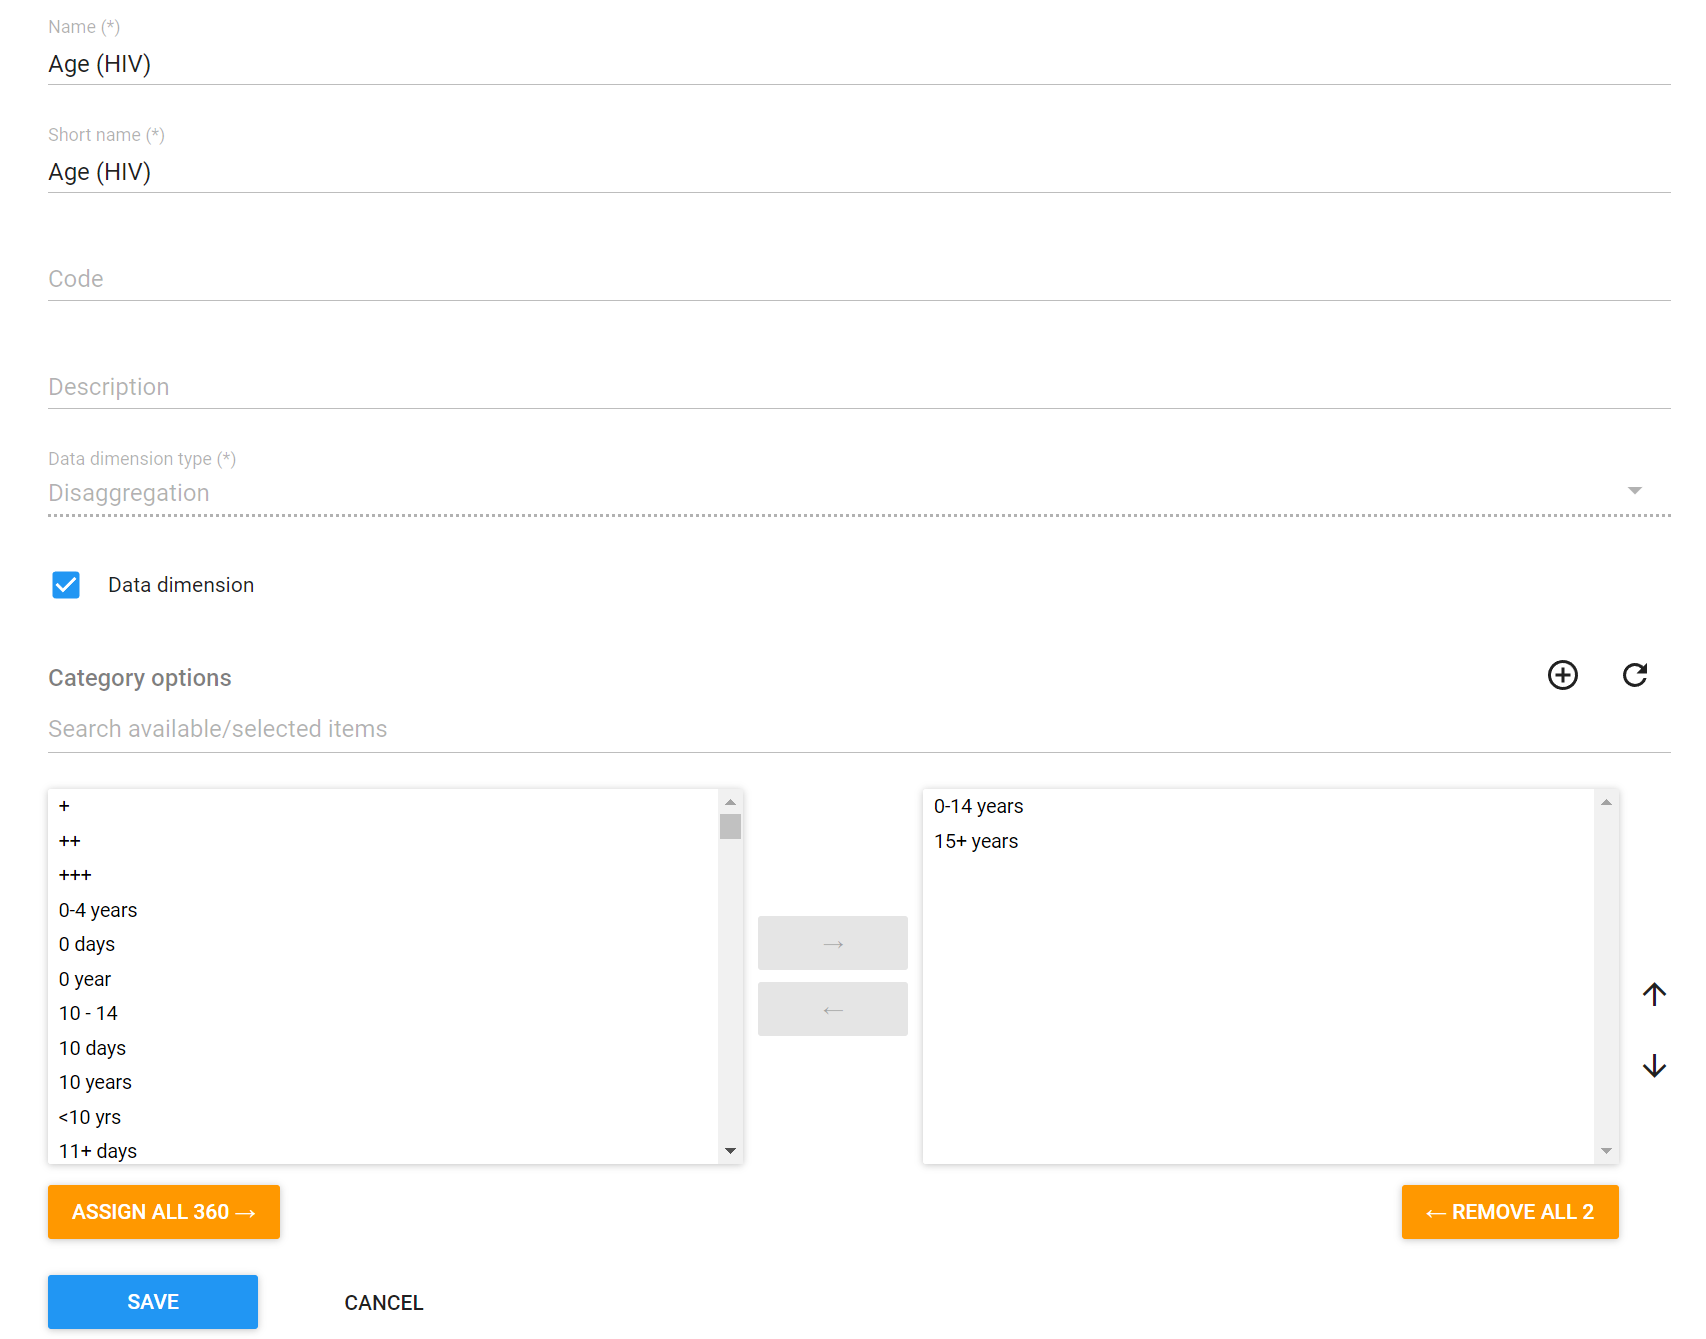 Name (*)
Age (HIV)
Short name (*)
Age (HIV)
Code
Description
Data dimension type (*)
Disaggregation
Data dimension
Category options
Search available/selected items
+
++
+++
0-4 years
0 days
0 year
10 - 14
10 days
10 years
<10 yrs
11+ days
→
←
0-14 years
15+ years
ASSIGN ALL 360 →
← REMOVE ALL 2
SAVE
CANCEL